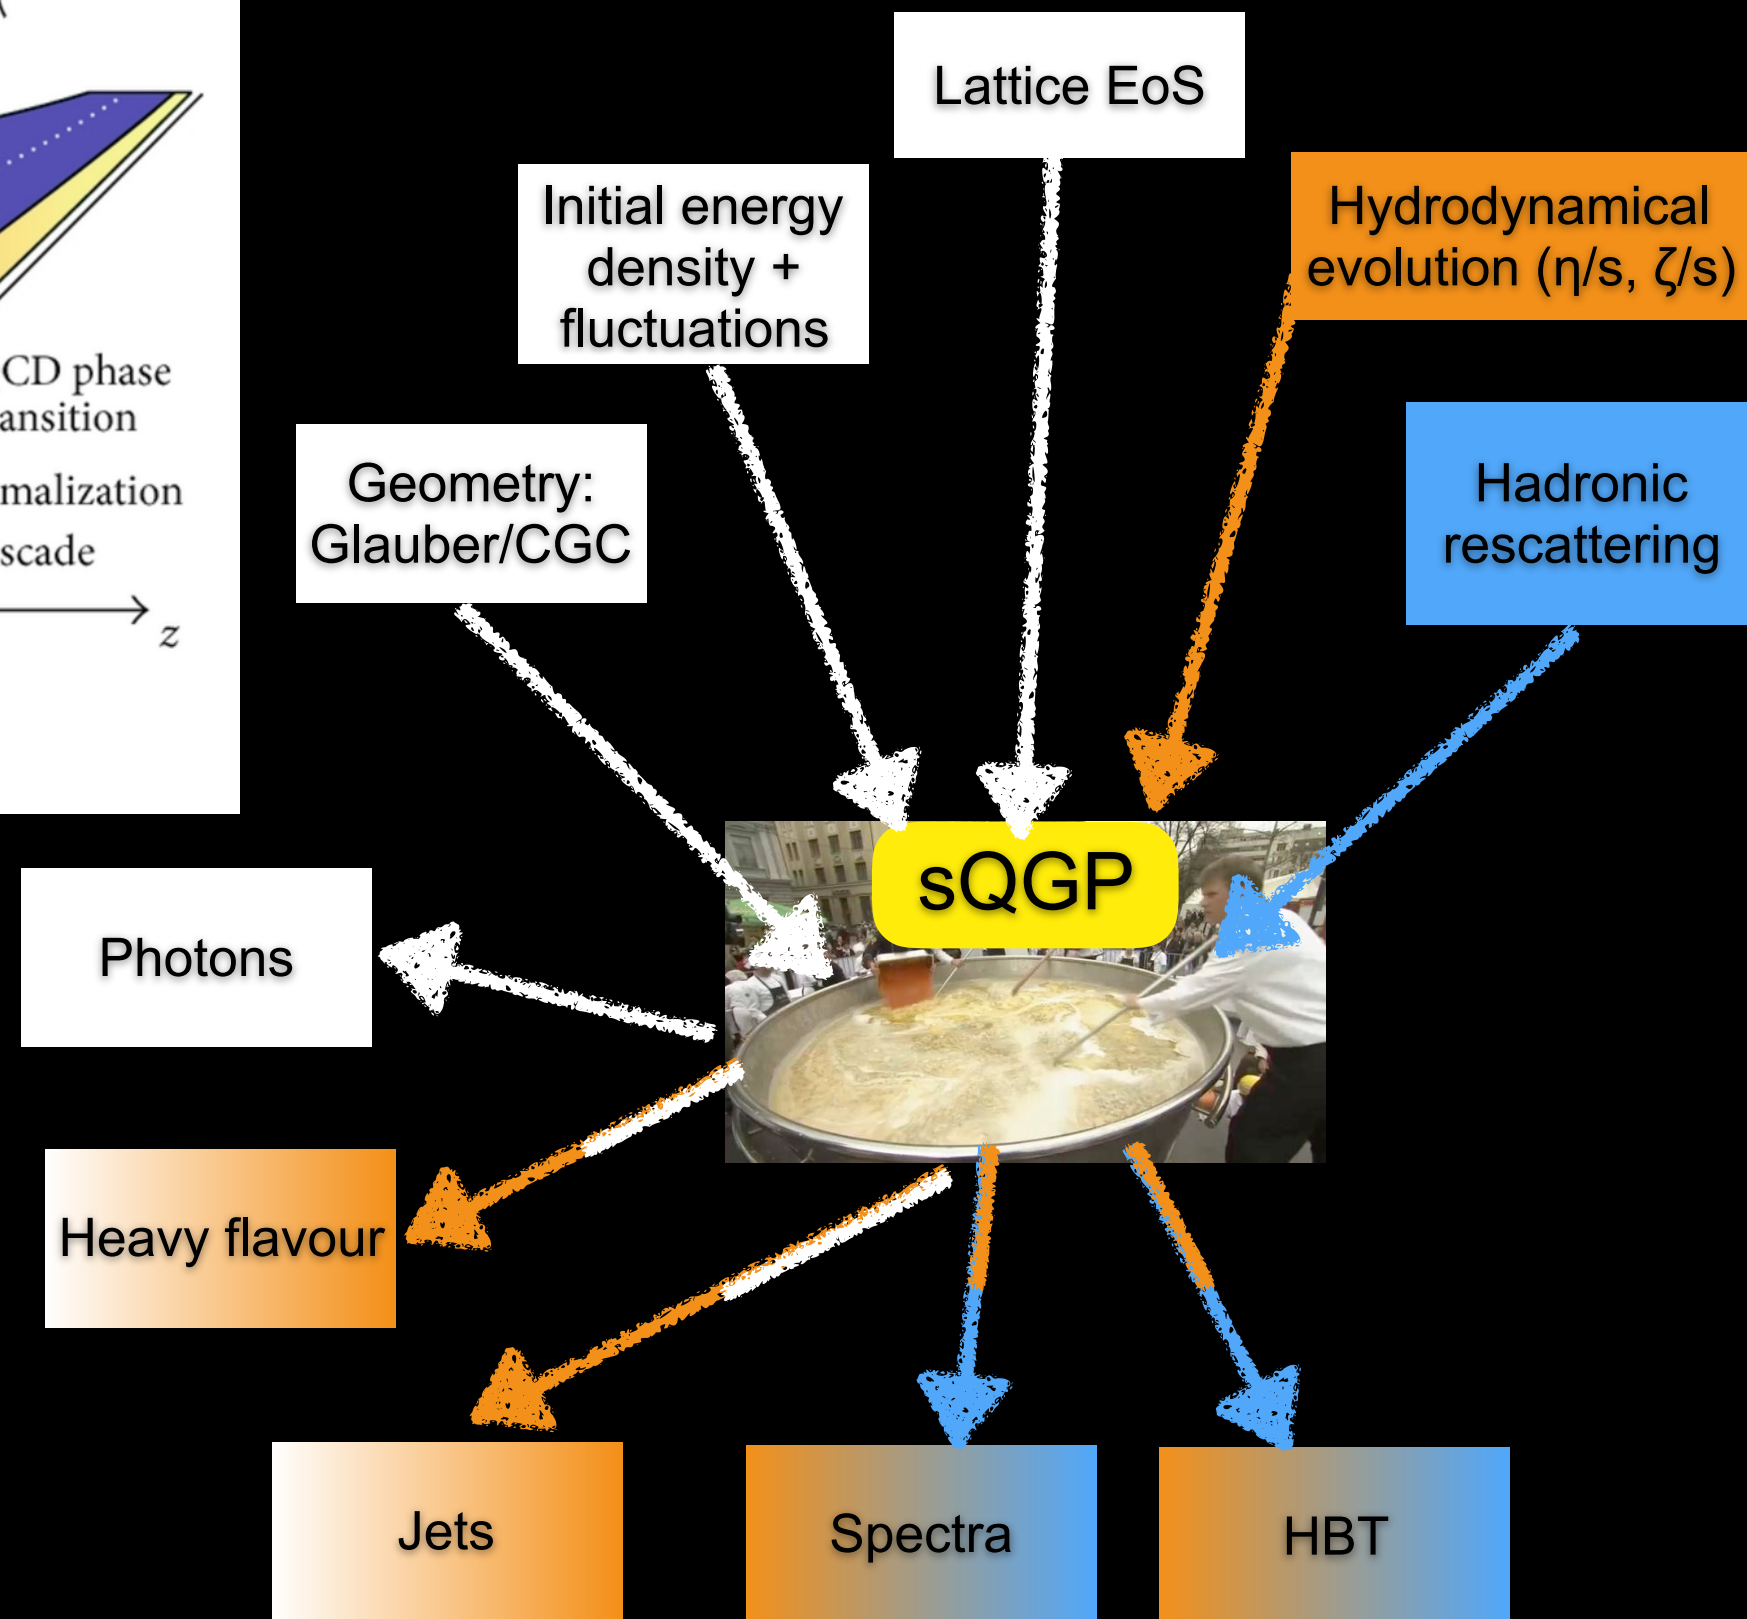 Lattice EoS
Initial energy
density +
fluctuations
Hydrodynamical
evolution (η/s, ζ/s)
CD phase
ansition
malization
scade
z
Geometry:
Glauber/CGC
Hadronic
rescattering
sQGP
Photons
Heavy flavour
Jets
Spectra
HBT